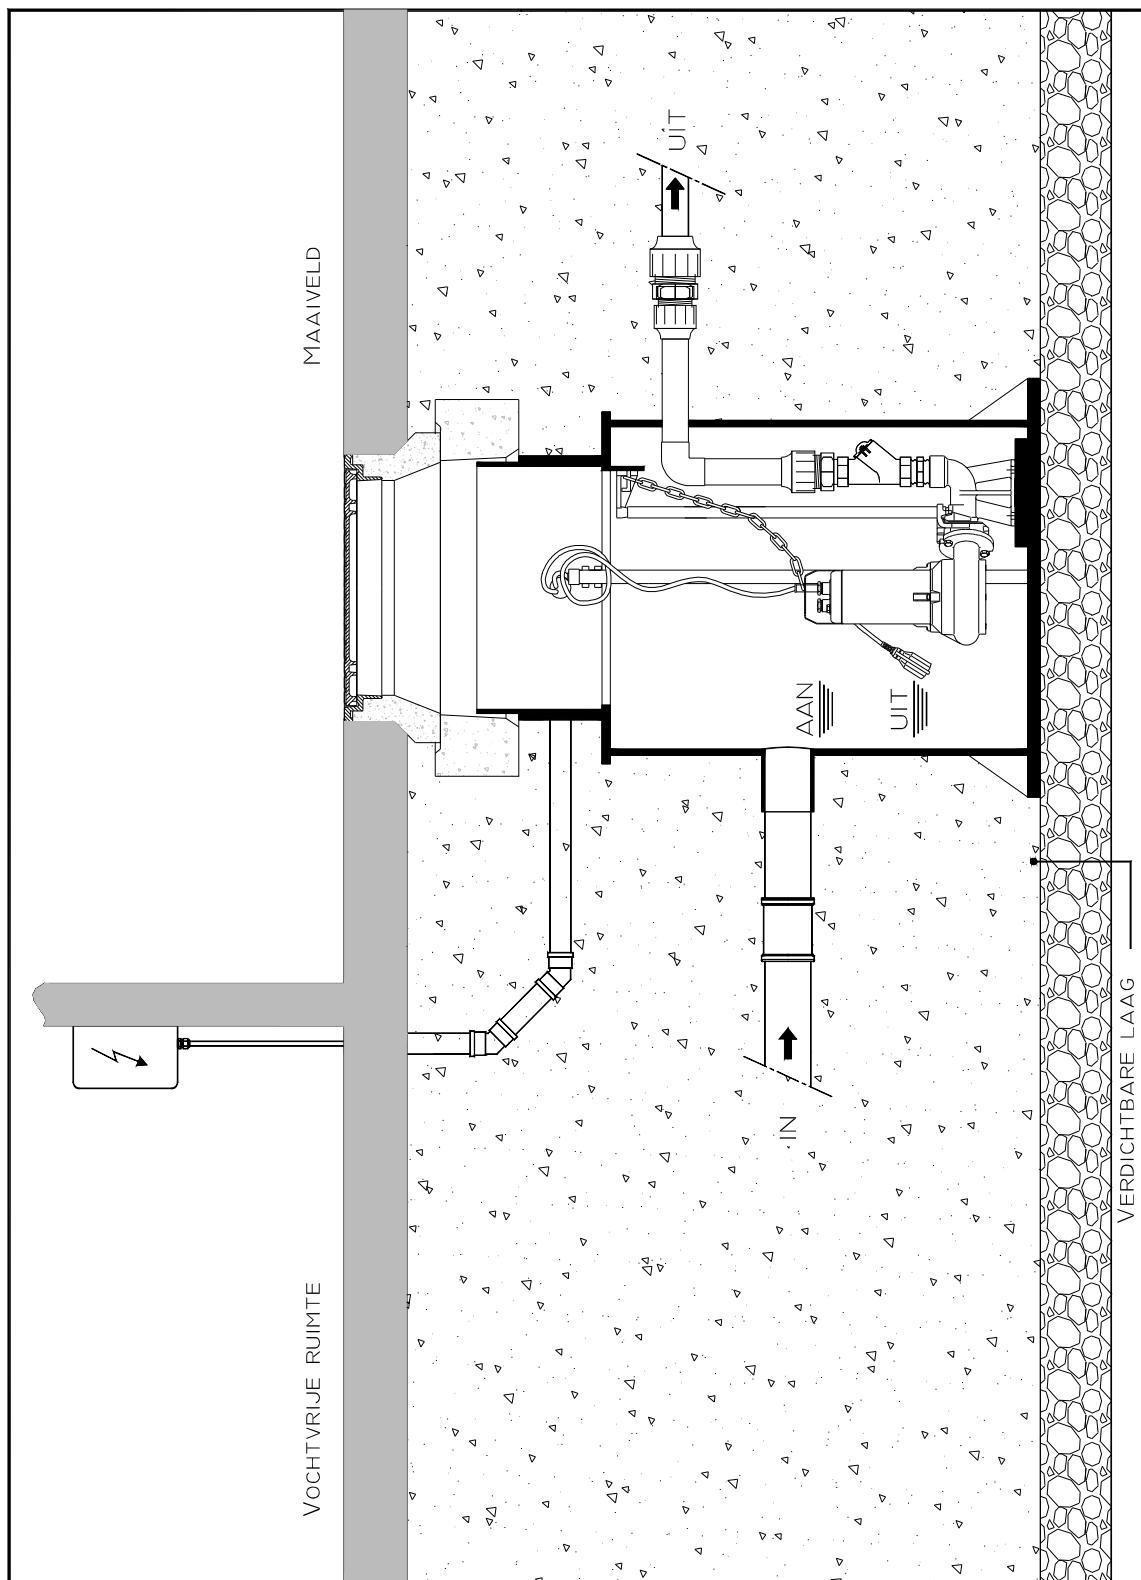 MAAIVELD
VOCHTVRIJE RUIMTE
UIT
IN
AAN
UIT
VERDICHTBARE LAAG